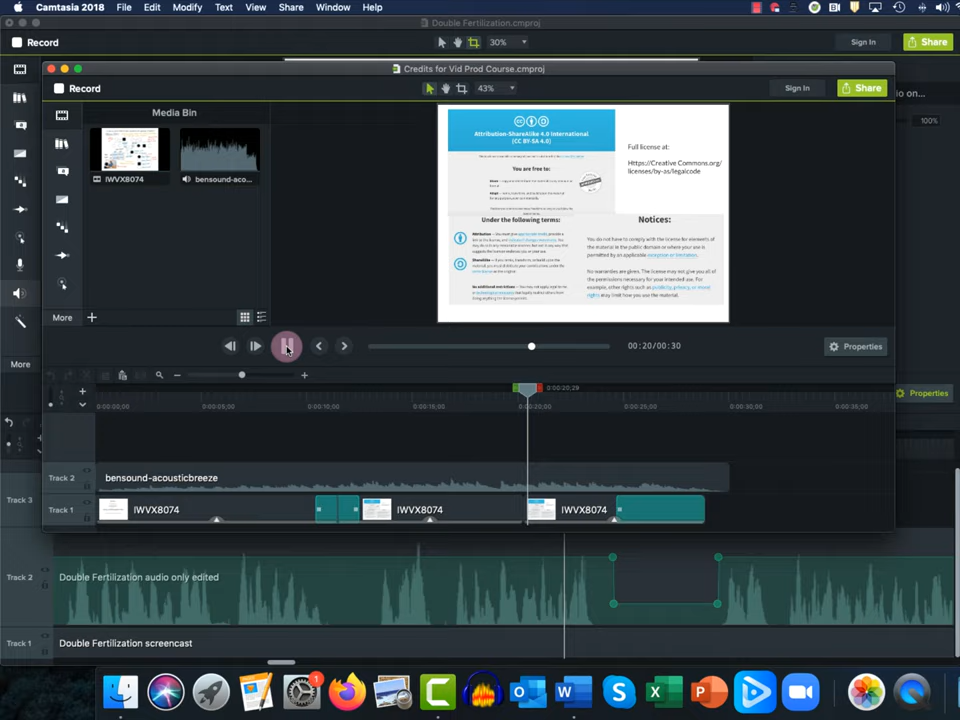 Camtasia 2018 File Edit Modify Text View Share Window Help
Double Fertilization.cmproj
Record 30% Sign In Share
Credits for Vid Prod Course.cmproj
Record 43% Sign In Share
Media Bin
IWVX8074 bensound-aco...
More
Attribution-ShareAlike 4.0 International
(CC BY-SA 4.0)
You are free to:
Under the following terms:
Full license at:
Https://Creative Commons.org/
licenses/by-as/legalcode
Notices:
You do not have to comply with the license for elements of
the material in the public domain or where your use is
permitted by an applicable exception or limitation.
No warranties are given. The license may not give you all of
the permissions necessary for your intended use. For
example, other rights such as publicity, privacy, or moral
rights may limit how you use the material.
on...
100%
00:20/00:30
Properties
More
Properties
0:00:20;29
0:00:00;00 0:00:05;00 0:00:10;00 0:00:15;00 0:00:20;00 0:00:25;00 0:00:30;00 0:00:35;00
Track 2 bensound-acousticbreeze
Track 1 IWVX8074 IWVX8074 IWVX8074
Track 3
Track 2 Double Fertilization audio only edited
Track 1 Double Fertilization screencast
1